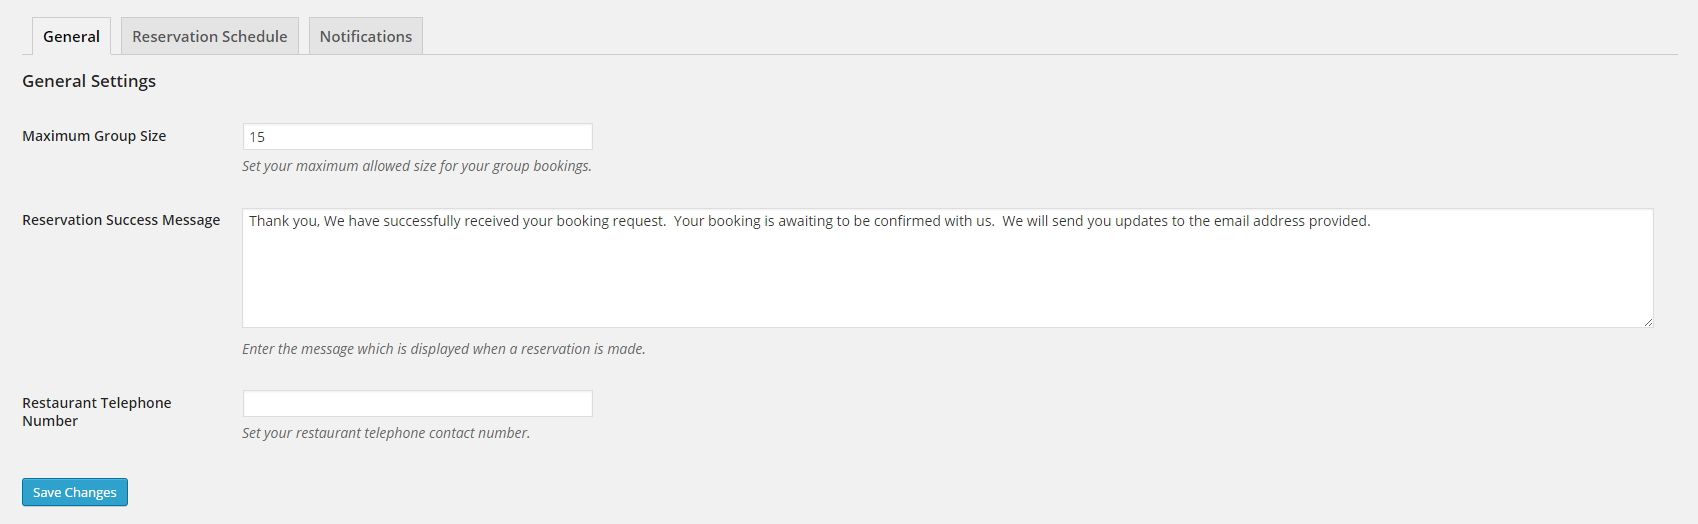 General
Reservation Schedule
Notifications
General Settings
Maximum Group Size
15
Set your maximum allowed size for your group bookings.
Reservation Success Message
Thank you, We have successfully received your booking request.  Your booking is awaiting to be confirmed with us.  We will send you updates to the email address provided.
Enter the message which is displayed when a reservation is made.
Restaurant Telephone
Number
Set your restaurant telephone contact number.
Save Changes